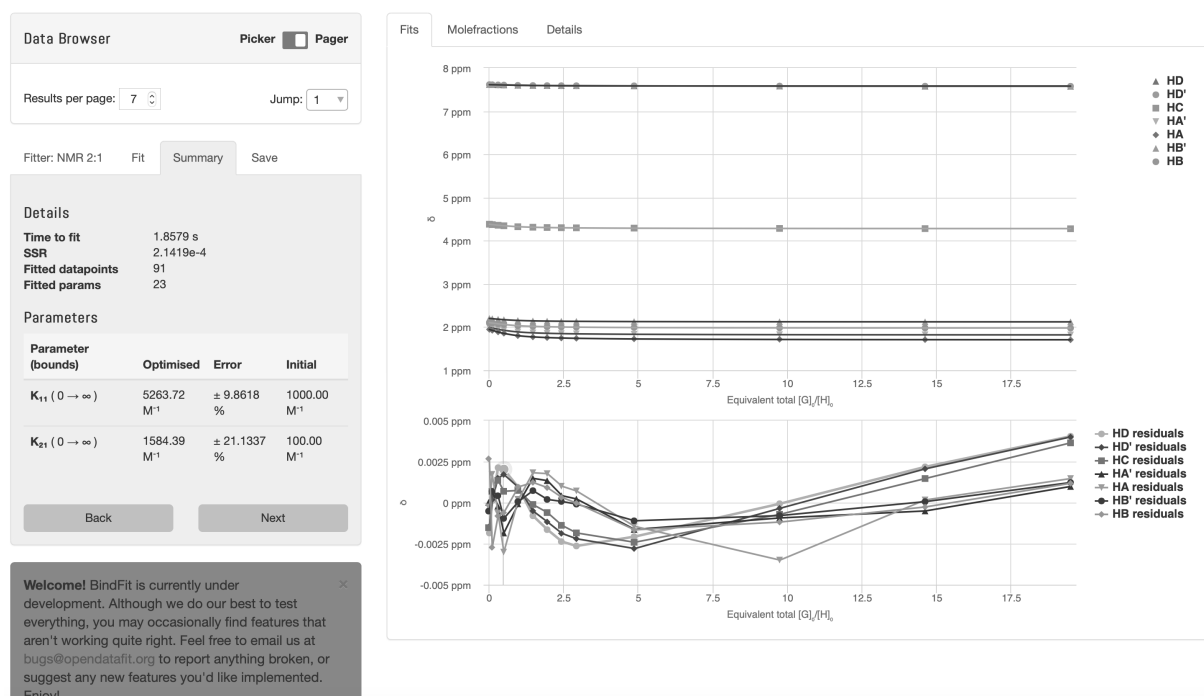 Data Browser
Picker Pager
Results per page: 7
Jump: 1
Fitter: NMR 2:1 Fit Summary Save
Details
Time to fit 1.8579 s
SSR 2.1419e-4
Fitted datapoints 91
Fitted params 23
Parameters
Parameter
(bounds) Optimised Error Initial
K₁₁ ( 0 → ∞ ) 5263.72 ± 9.8618 1000.00
M⁻¹ % M⁻¹
K₂₁ ( 0 → ∞ ) 1584.39 ± 21.1337 100.00
M⁻¹ % M⁻¹
Back Next
Welcome! BindFit is currently under ×
development. Although we do our best to test
everything, you may occasionally find features that
aren't working quite right. Feel free to email us at
bugs@opendatafit.org to report anything broken, or
suggest any new features you'd like implemented.
Enjoy!
Fits Molefractions Details
8 ppm
7 ppm
6 ppm
5 ppm
4 ppm
3 ppm
2 ppm
1 ppm
δ
0 2.5 5 7.5 10 12.5 15 17.5
Equivalent total [G]₀/[H]₀
HD
HD'
HC
HA'
HA
HB'
HB
0.005 ppm
0.0025 ppm
0 ppm
-0.0025 ppm
-0.005 ppm
δ
0 2.5 5 7.5 10 12.5 15 17.5
Equivalent total [G]₀/[H]₀
HD residuals
HD' residuals
HC residuals
HA' residuals
HA residuals
HB' residuals
HB residuals